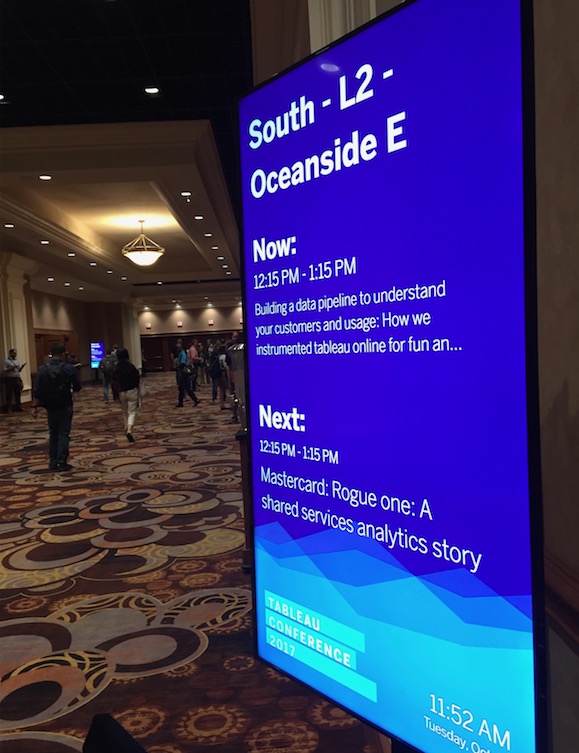 South - L2 -
Oceanside E
Now:
12:15 PM - 1:15 PM
Building a data pipeline to understand
your customers and usage: How we
instrumented tableau online for fun an...
Next:
12:15 PM - 1:15 PM
Mastercard: Rogue one: A
shared services analytics story
TABLEAU
CONFERENCE
2017
11:52 AM
Tuesday,